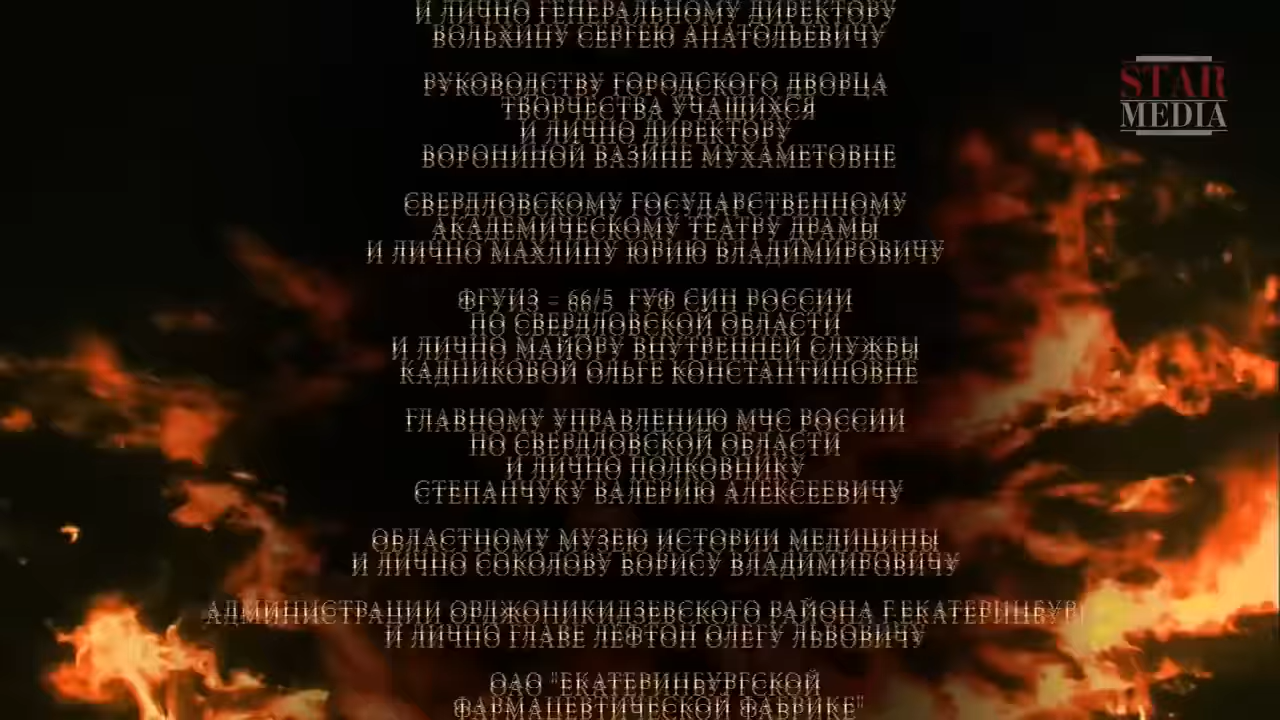 И ЛИЧНО ГЕНЕРАЛЬНОМУ ДИРЕКТОРУ
ВОЛЬХИНУ СЕРГЕЮ АНАТОЛЬЕВИЧУ
РУКОВОДСТВУ ГОРОДСКОГО ДВОРЦА
ТВОРЧЕСТВА УЧАЩИХСЯ
И ЛИЧНО ДИРЕКТОРУ
ВОРОНИНОЙ ВАЗИНЕ МУХАМЕТОВНЕ
СВЕРДЛОВСКОМУ ГОСУДАРСТВЕННОМУ
АКАДЕМИЧЕСКОМУ ТЕАТРУ ДРАМЫ
И ЛИЧНО МАХЛИНУ ЮРИЮ ВЛАДИМИРОВИЧУ
ФГУИЗ - 66/5 ГУФ СИН РОССИИ
ПО СВЕРДЛОВСКОЙ ОБЛАСТИ
И ЛИЧНО МАЙОРУ ВНУТРЕННЕЙ СЛУЖБЫ
КАДНИКОВОЙ ОЛЬГЕ КОНСТАНТИНОВНЕ
ГЛАВНОМУ УПРАВЛЕНИЮ МЧС РОССИИ
ПО СВЕРДЛОВСКОЙ ОБЛАСТИ
И ЛИЧНО ПОЛКОВНИКУ
СТЕПАНЧУКУ ВАЛЕРИЮ АЛЕКСЕЕВИЧУ
ОБЛАСТНОМУ МУЗЕЮ ИСТОРИИ МЕДИЦИНЫ
И ЛИЧНО СОКОЛОВУ БОРИСУ ВЛАДИМИРОВИЧУ
АДМИНИСТРАЦИИ ОРДЖОНИКИДЗЕВСКОГО РАЙОНА Г.ЕКАТЕРИНБУРГ
И ЛИЧНО ГЛАВЕ ЛЕФТОН ОЛЕГУ ЛЬВОВИЧУ
ОАО "ЕКАТЕРИНБУРГСКОЙ
ФАРМАЦЕВТИЧЕСКОЙ ФАБРИКЕ"
STAR
MEDIA